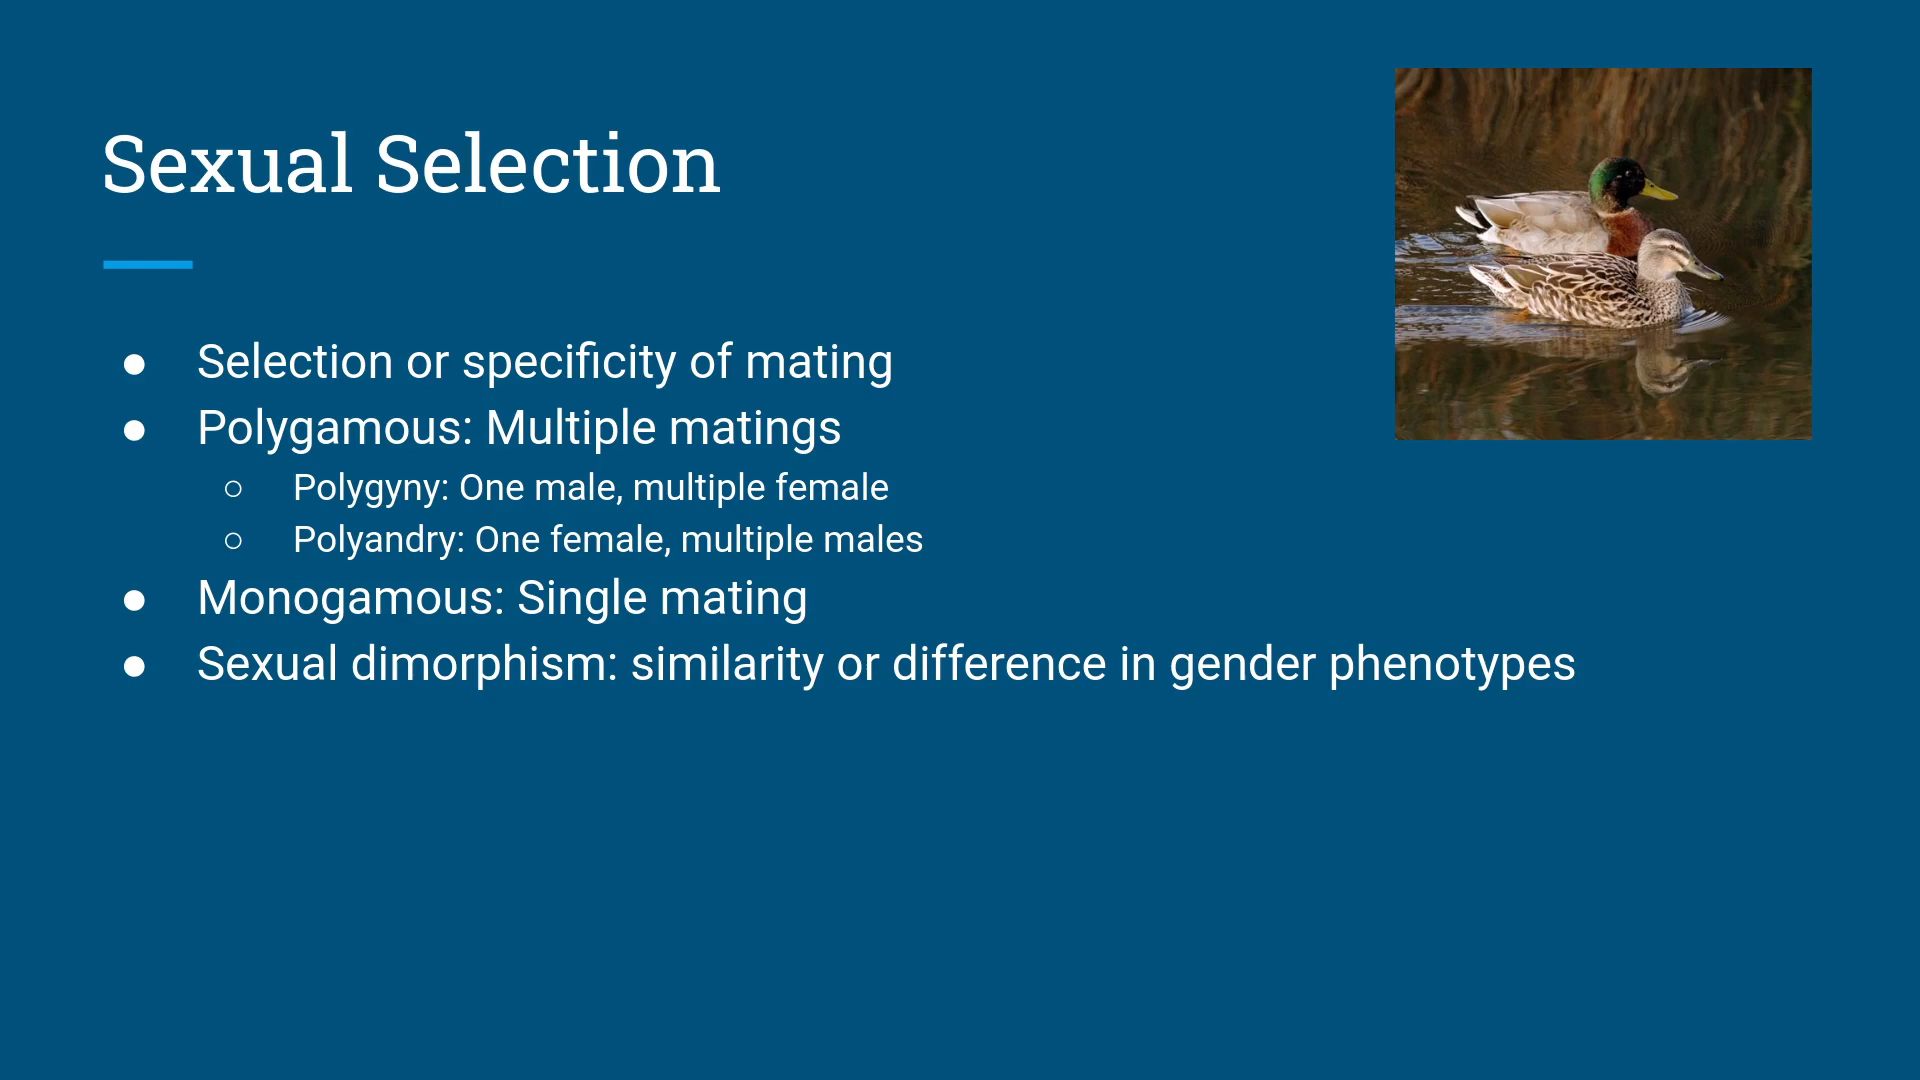 Sexual Selection
● Selection or specificity of mating
● Polygamous: Multiple matings
○ Polygyny: One male, multiple female
○ Polyandry: One female, multiple males
● Monogamous: Single mating
● Sexual dimorphism: similarity or difference in gender phenotypes